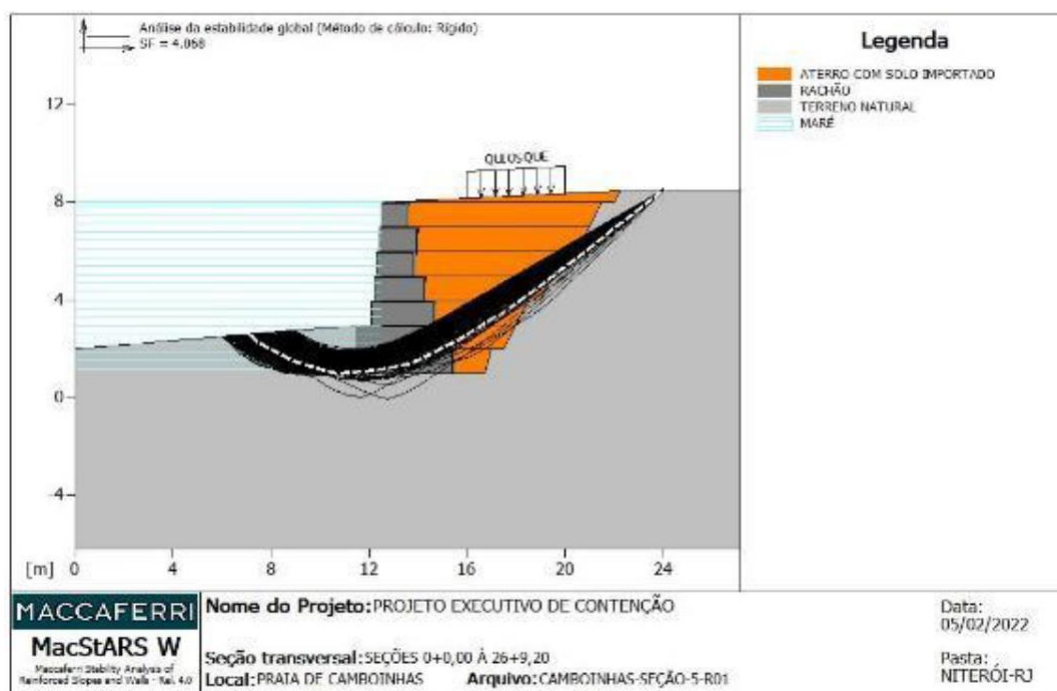 Análise da estabilidade global (Método de cálculo: Rígido)
SF = 4.068
Legenda
ATERRO COM SOLO IMPORTADO
RACHÃO
TERRENO NATURAL
MARÉ
QUIOSQUE
12
8
4
0
-4
[m] 0 4 8 12 16 20 24
MACCAFERRI
MacStARS W
Maccaferri Stability Analysis of
Reinforced Slopes and Walls - Rel. 4.0
Nome do Projeto: PROJETO EXECUTIVO DE CONTENÇÃO
Seção transversal: SEÇÕES 0+0,00 À 26+9,20
Local: PRAIA DE CAMBOINHAS Arquivo: CAMBOINHAS-SEÇÃO-5-R01
Data:
05/02/2022
Pasta:
NITERÓI-RJ